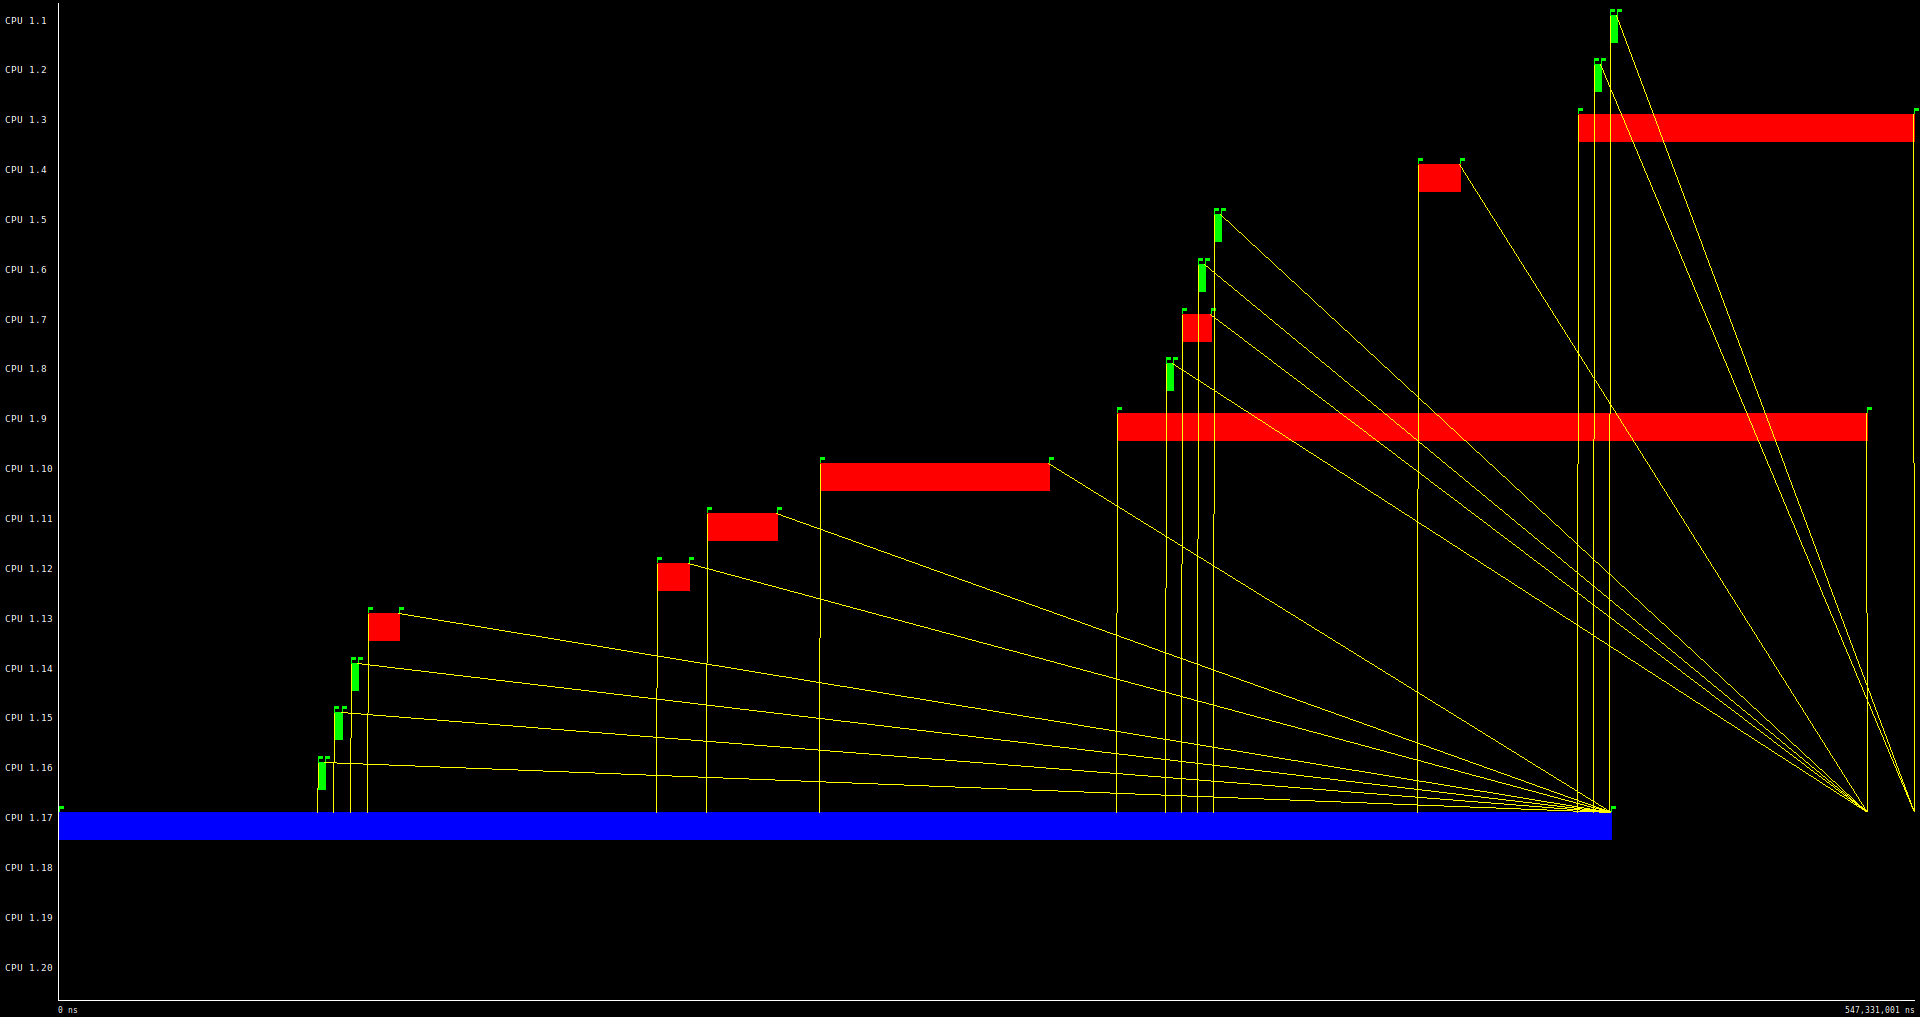 CPU 1.1
CPU 1.2
CPU 1.3
CPU 1.4
CPU 1.5
CPU 1.6
CPU 1.7
CPU 1.8
CPU 1.9
CPU 1.10
CPU 1.11
CPU 1.12
CPU 1.13
CPU 1.14
CPU 1.15
CPU 1.16
CPU 1.17
CPU 1.18
CPU 1.19
CPU 1.20
0 ns 547,331,001 ns